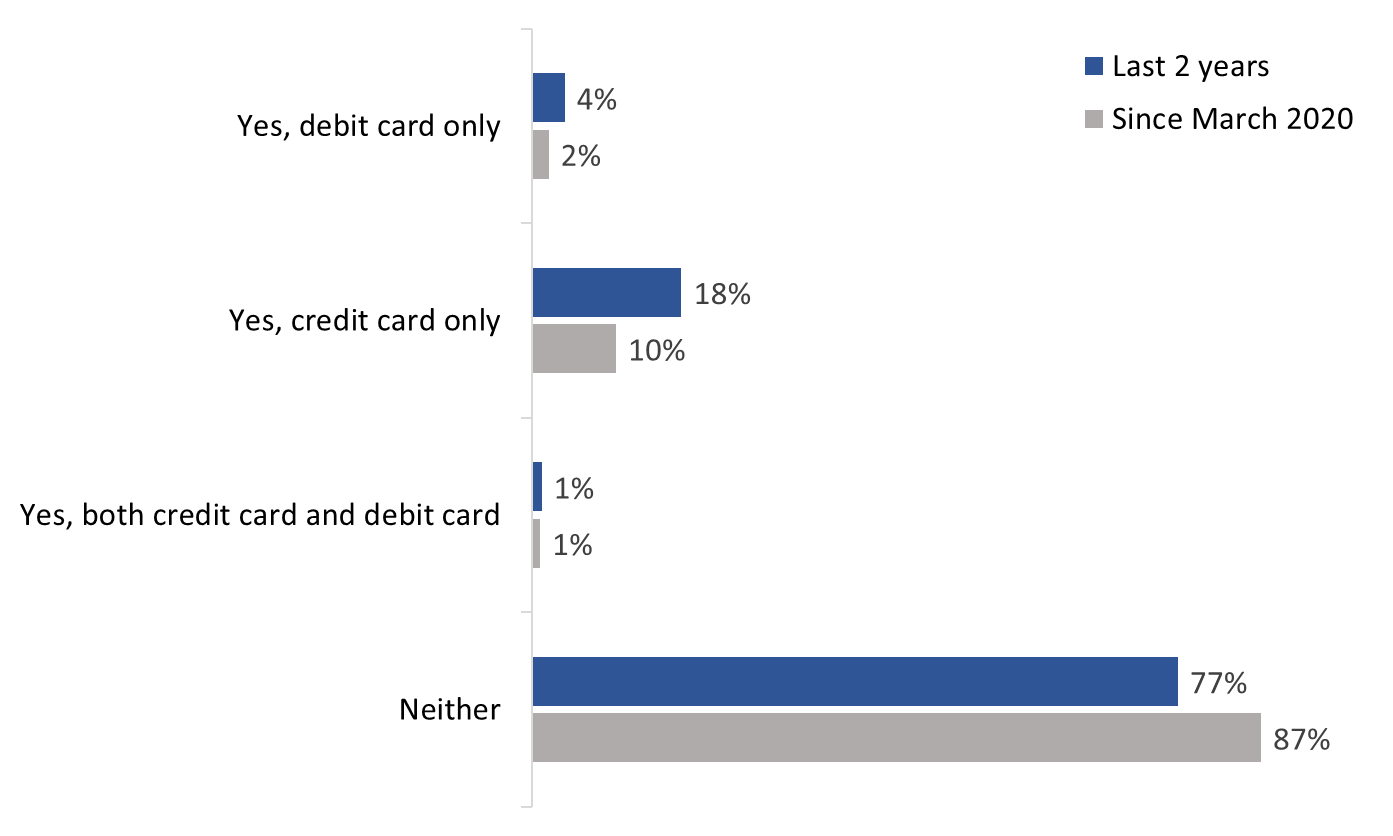 Last 2 years
Since March 2020
Yes, debit card only
4%
2%
Yes, credit card only
18%
10%
Yes, both credit card and debit card
1%
1%
Neither
77%
87%